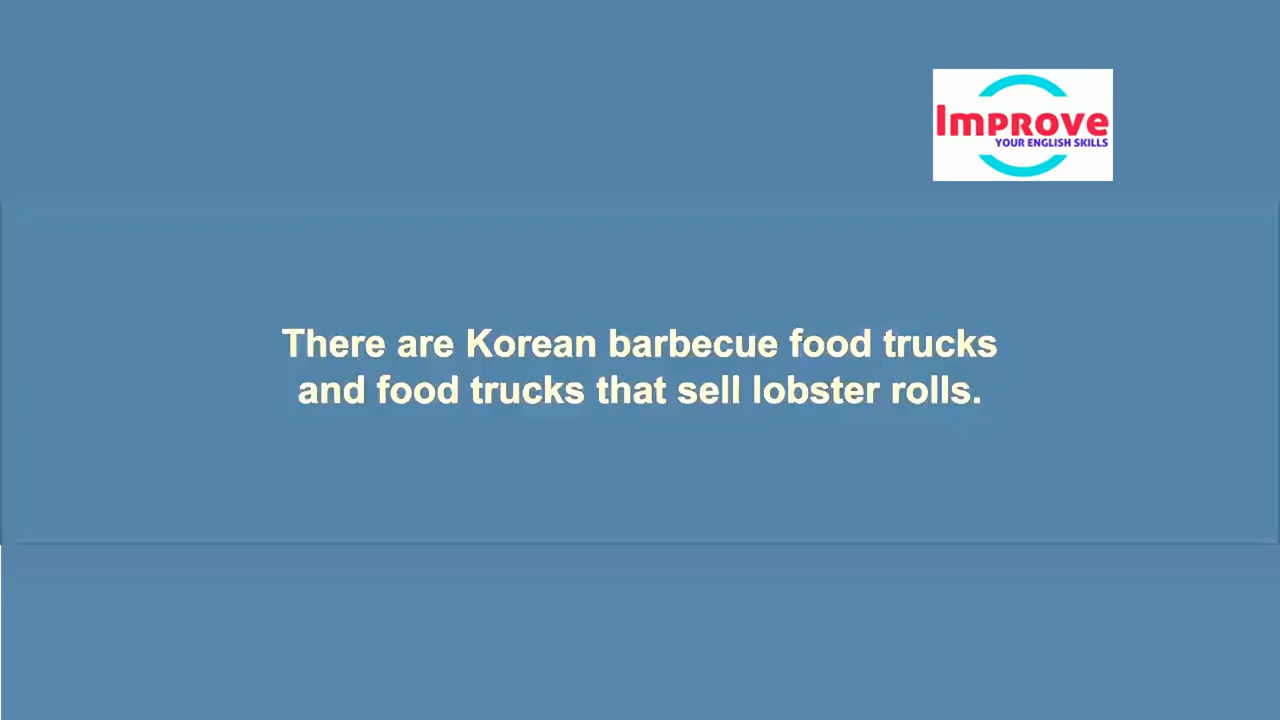 Improve
YOUR ENGLISH SKILLS
There are Korean barbecue food trucks
and food trucks that sell lobster rolls.